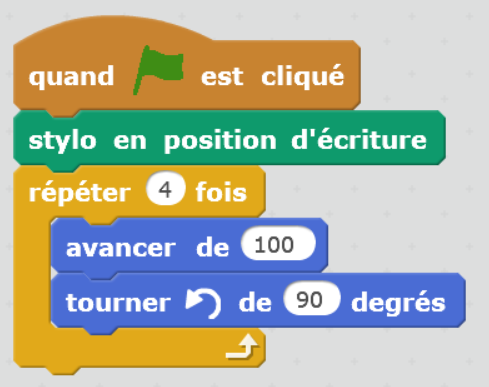 quand est cliqué
stylo en position d'écriture
répéter 4 fois
avancer de 100
tourner de 90 degrés